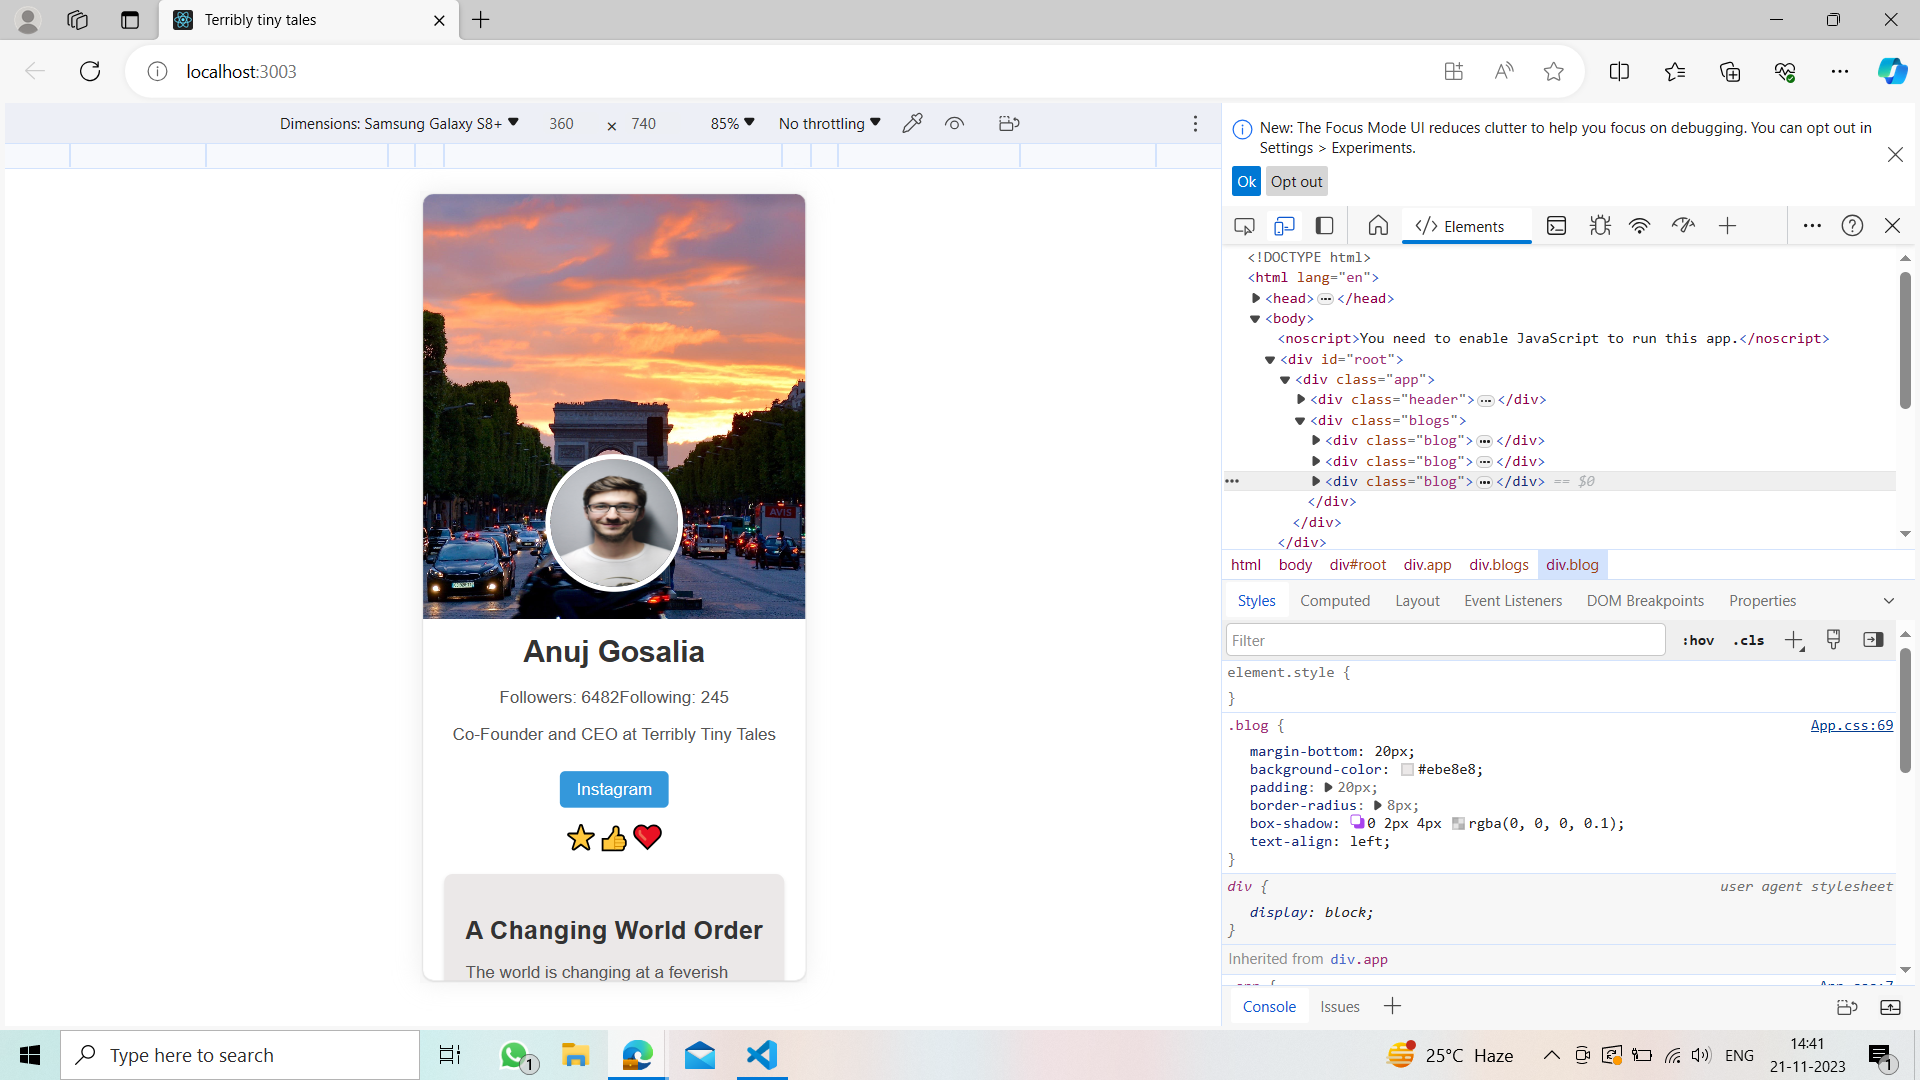 Terribly tiny tales
localhost:3003
Dimensions: Samsung Galaxy S8+ 360 × 740 85% No throttling
New: The Focus Mode UI reduces clutter to help you focus on debugging. You can opt out in
Settings > Experiments.
Ok Opt out
AVIS
Anuj Gosalia
Followers: 6482Following: 245
Co-Founder and CEO at Terribly Tiny Tales
Instagram
A Changing World Order
The world is changing at a feverish
Elements
<!DOCTYPE html>
<html lang="en">
<head> ••• </head>
<body>
<noscript>You need to enable JavaScript to run this app.</noscript>
<div id="root">
<div class="app">
<div class="header"> ••• </div>
<div class="blogs">
<div class="blog"> ••• </div>
<div class="blog"> ••• </div>
••• <div class="blog"> ••• </div> == $0
</div>
</div>
</div>
html body div#root div.app div.blogs div.blog
Styles Computed Layout Event Listeners DOM Breakpoints Properties
Filter :hov .cls
element.style {
}
.blog { App.css:69
margin-bottom: 20px;
background-color: #ebe8e8;
padding: 20px;
border-radius: 8px;
box-shadow: 0 2px 4px rgba(0, 0, 0, 0.1);
text-align: left;
}
div { user agent stylesheet
display: block;
}
Inherited from div.app
.app { App.css:7
Console Issues
Type here to search
1
25°C Haze
ENG
14:41
21-11-2023
1